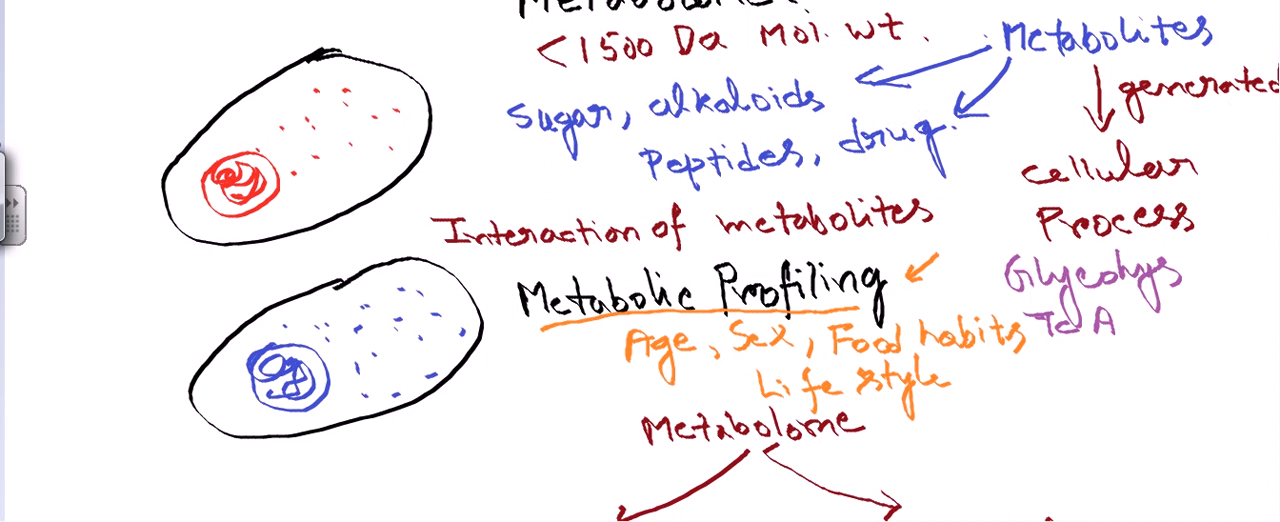 < 1500 Da Mol. wt.
Metabolites
generated
Sugar, alkaloids
Peptides, drug.
cellular
Process
Interaction of metabolites
Metabolic Profiling
Glycolys
TCA
Age, Sex, Food habits
Life style
Metabolome